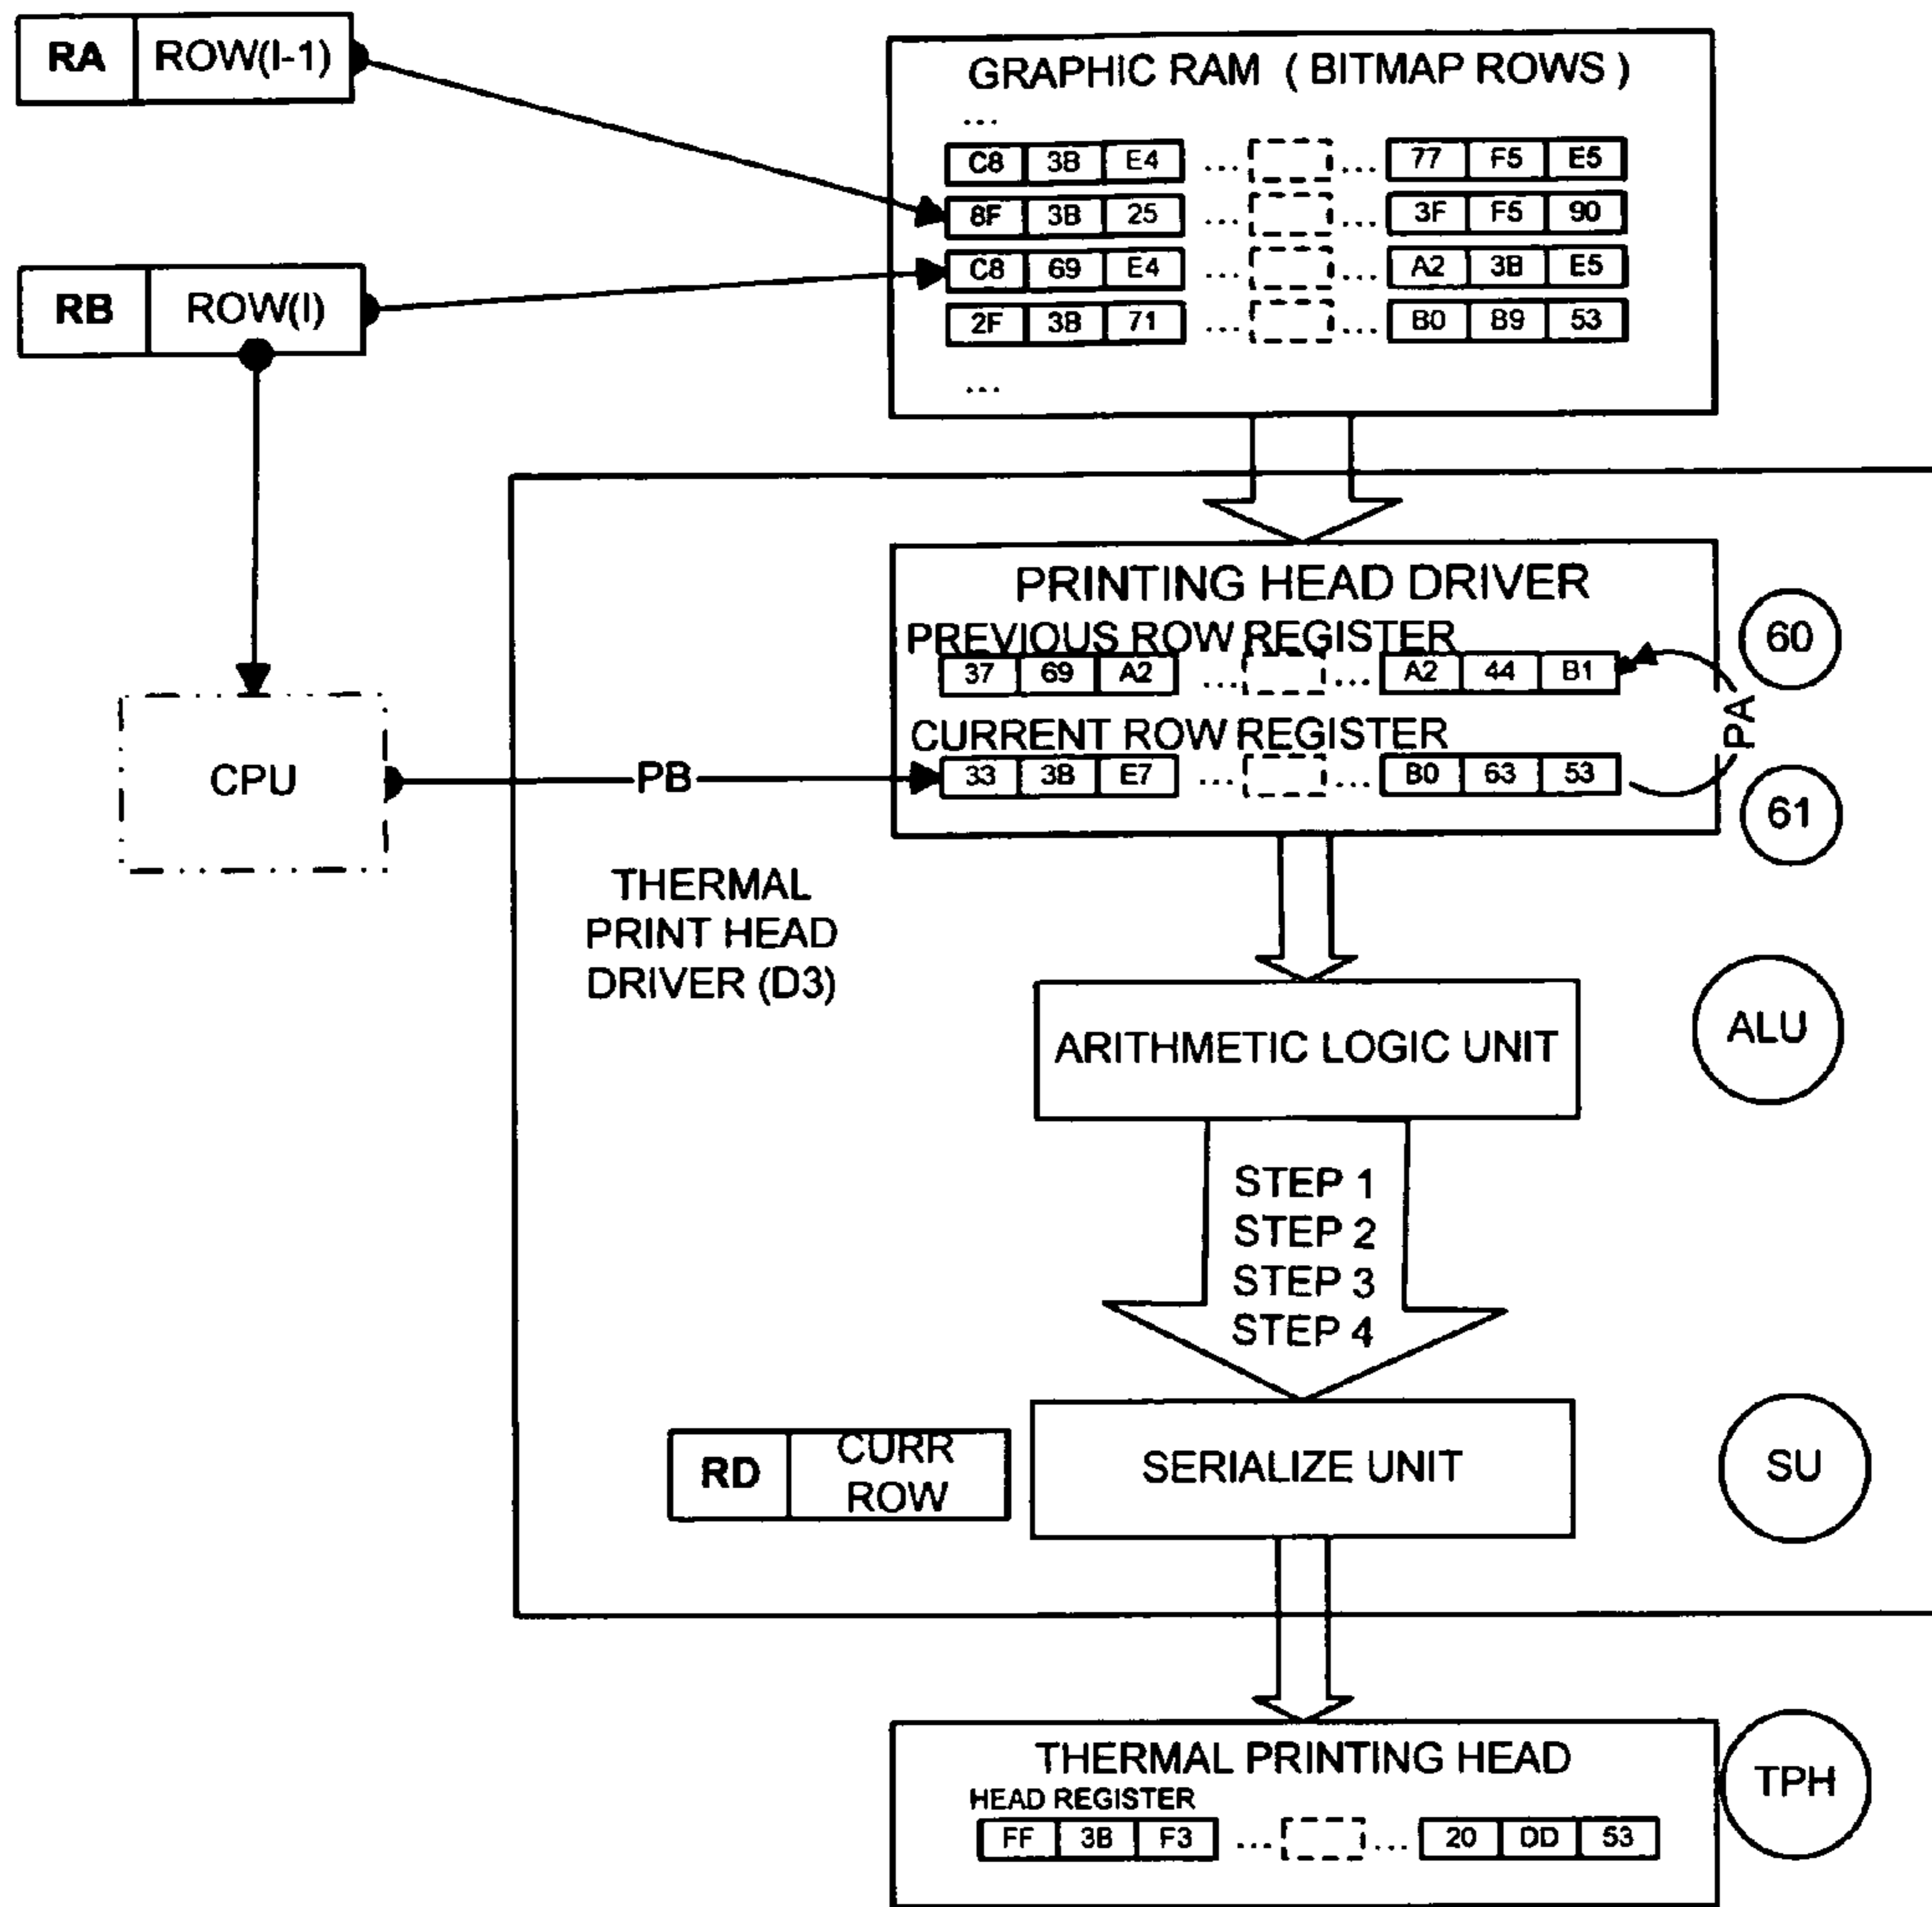 RA ROW(I-1)
GRAPHIC RAM ( BITMAP ROWS )
...
C8 3B E4 ... ... 77 F5 E5
8F 3B 25 ... ... 3F F5 90
C8 69 E4 ... ... A2 3B E5
2F 3B 71 ... ... B0 B9 53
...
RB ROW(I)
PRINTING HEAD DRIVER
PREVIOUS ROW REGISTER
37 69 A2 ... ... A2 44 B1
60
PA
CURRENT ROW REGISTER
33 3B E7 ... ... B0 63 53
61
CPU
PB
THERMAL
PRINT HEAD
DRIVER (D3)
ARITHMETIC LOGIC UNIT
ALU
STEP 1
STEP 2
STEP 3
STEP 4
RD CURR
ROW
SERIALIZE UNIT
SU
THERMAL PRINTING HEAD
TPH
HEAD REGISTER
FF 3B F3 ... ... 20 DD 53